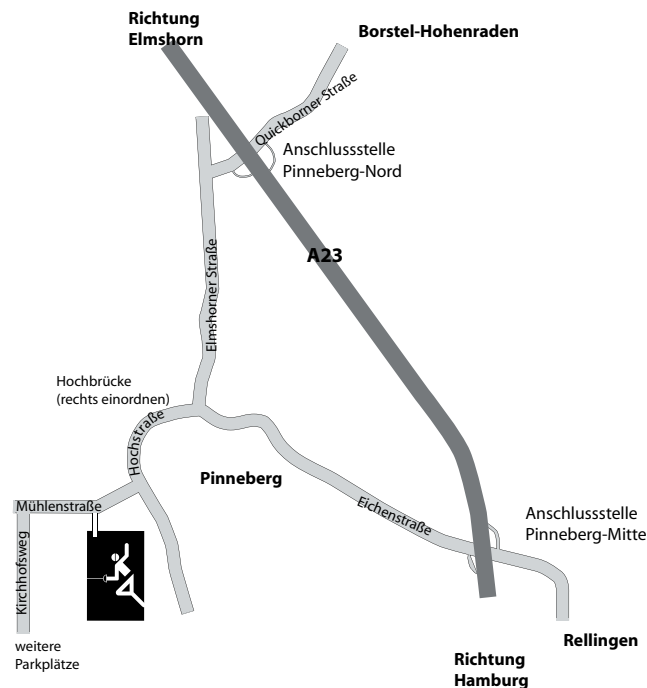 Richtung
Elmshorn
Borstel-Hohenraden
Quickborner Straße
Anschlussstelle
Pinneberg-Nord
A23
Elmshorner Straße
Hochbrücke
(rechts einordnen)
Hochstraße
Pinneberg
Mühlenstraße
Eichenstraße
Anschlussstelle
Pinneberg-Mitte
Kirchhofsweg
weitere
Parkplätze
Rellingen
Richtung
Hamburg